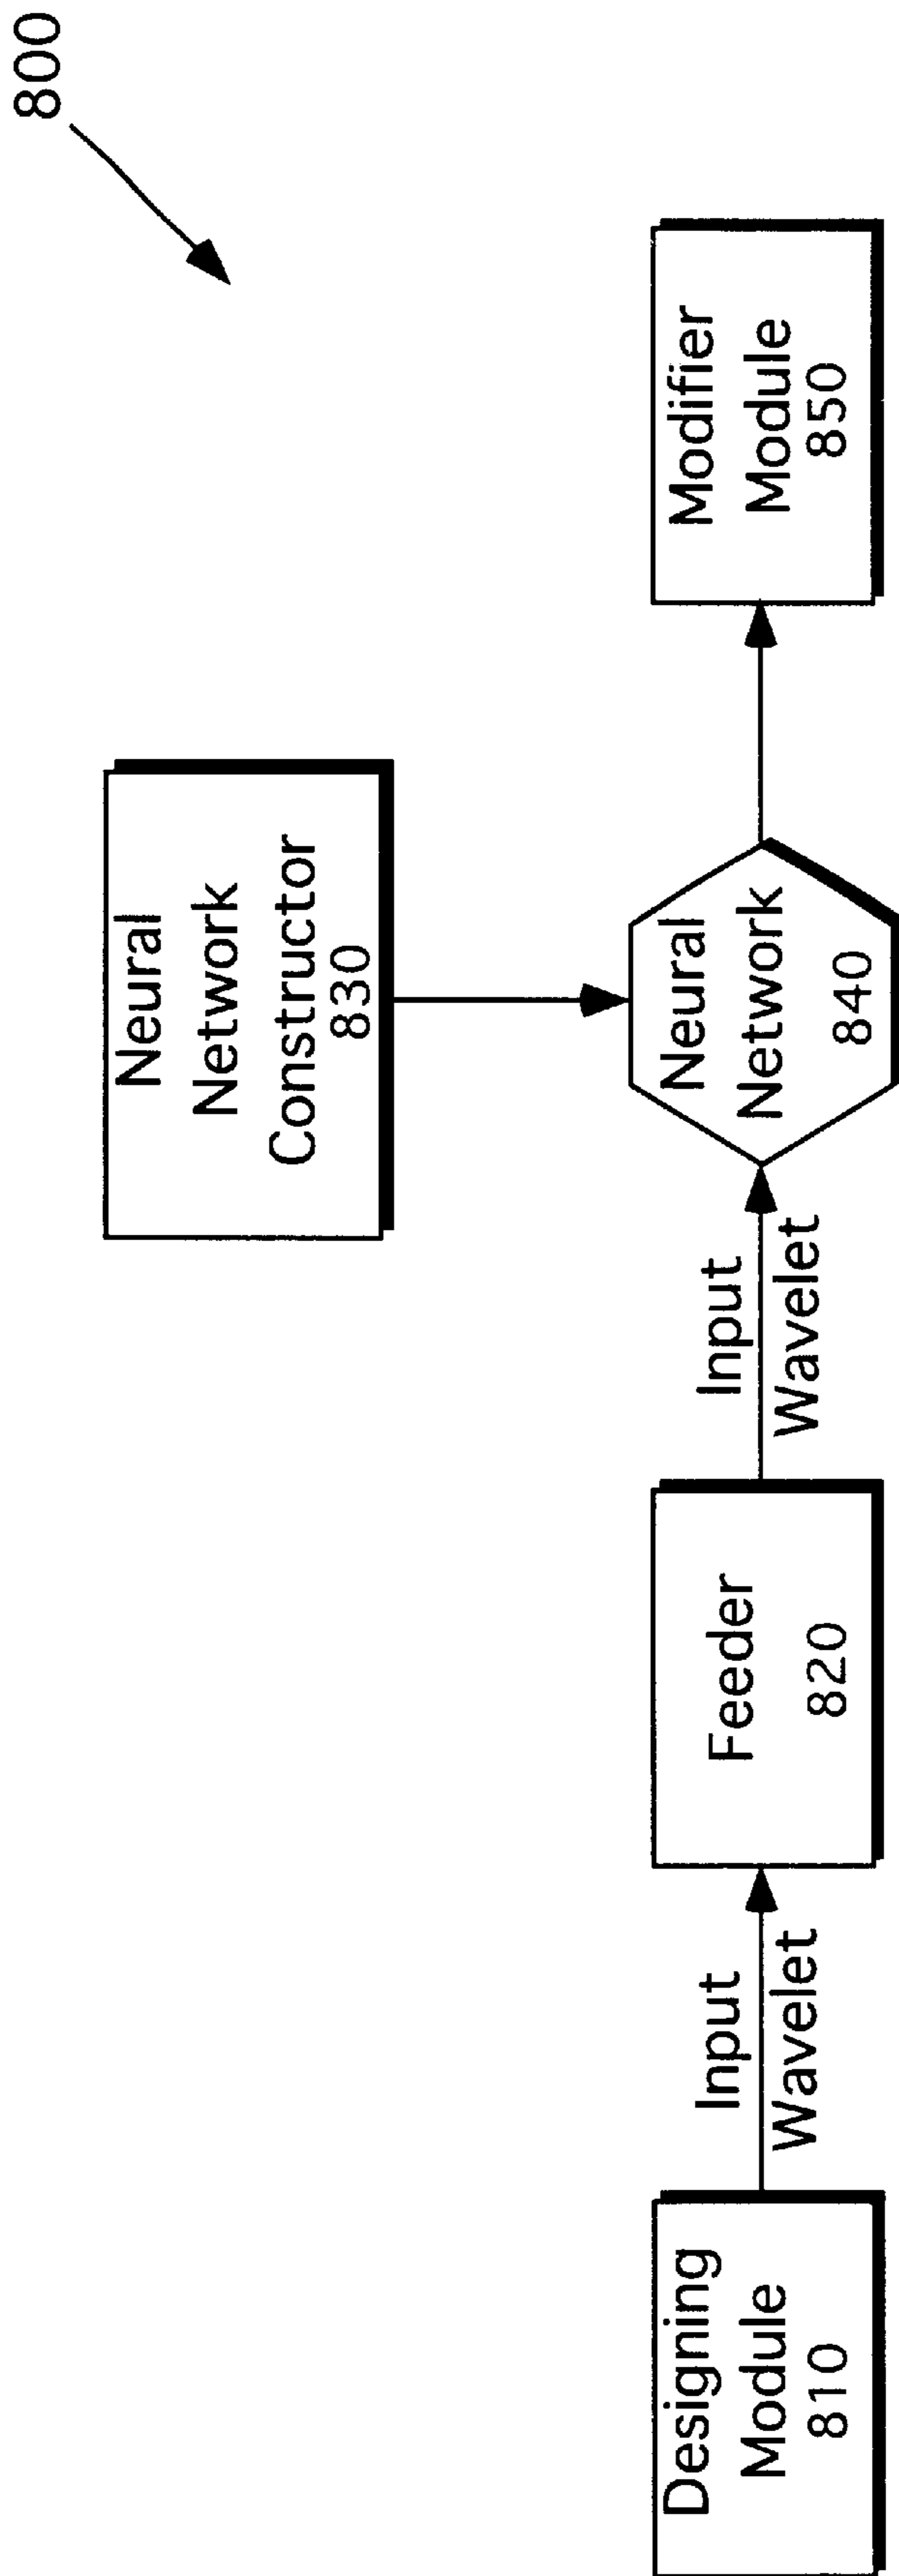 800
Neural
Network
Constructor
830
Designing
Module
810
Input
Wavelet
Feeder
820
Input
Wavelet
Neural
Network
840
Modifier
Module
850